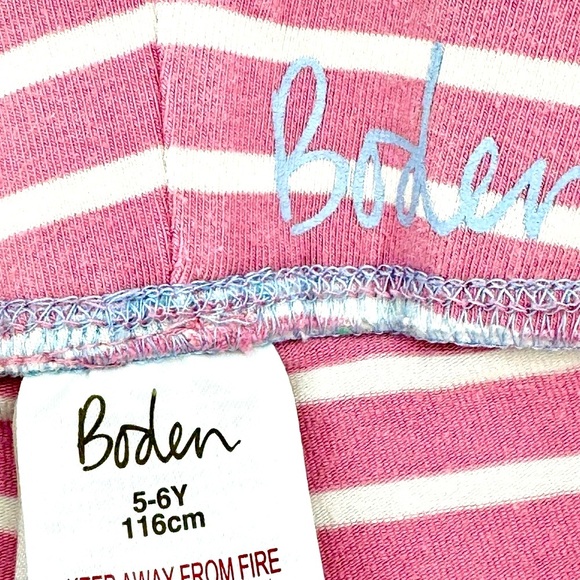 Boden
Boden
5-6Y
116cm
KEEP AWAY FROM FIRE